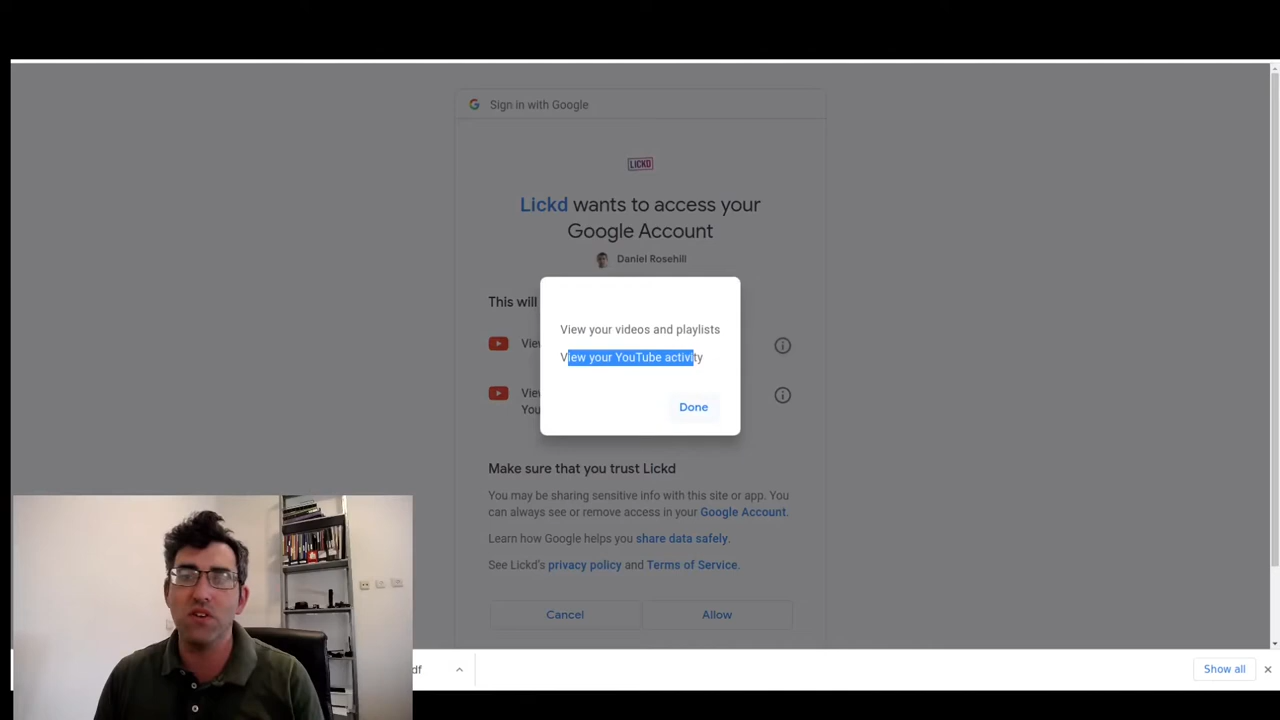 Sign in with Google
LICKD
Lickd wants to access your
Google Account
Daniel Rosehill
This will
View your videos and playlists
View your YouTube activity
Done
Make sure that you trust Lickd
You may be sharing sensitive info with this site or app. You
can always see or remove access in your Google Account.
Learn how Google helps you share data safely.
See Lickd's privacy policy and Terms of Service.
Cancel
Allow
df
Show all